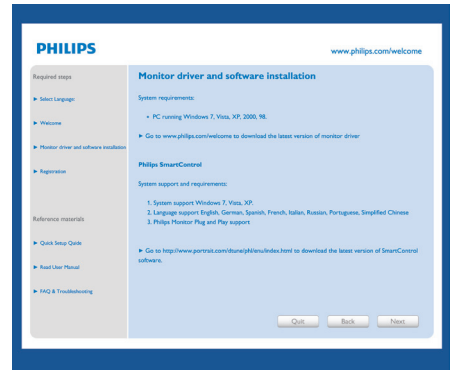 PHILIPS
www.philips.com/welcome
Required steps
▶ Select Language:
▶ Welcome
▶ Monitor driver and software installation
▶ Registration
Reference materials
▶ Quick Setup Guide
▶ Read User Manual
▶ FAQ & Troubleshooting
Monitor driver and software installation
System requirements:
• PC running Windows 7, Vista, XP, 2000, 98.
▶ Go to www.philips.com/welcome to download the latest version of monitor driver
Philips SmartControl
System support and requirements:
1. System support Windows 7, Vista, XP.
2. Language support English, German, Spanish, French, Italian, Russian, Portuguese, Simplified Chinese
3. Philips Monitor Plug and Play support
▶ Go to http://www.portrait.com/dtune/phl/enu/index.html to download the latest version of SmartControl
software.
Quit
Back
Next